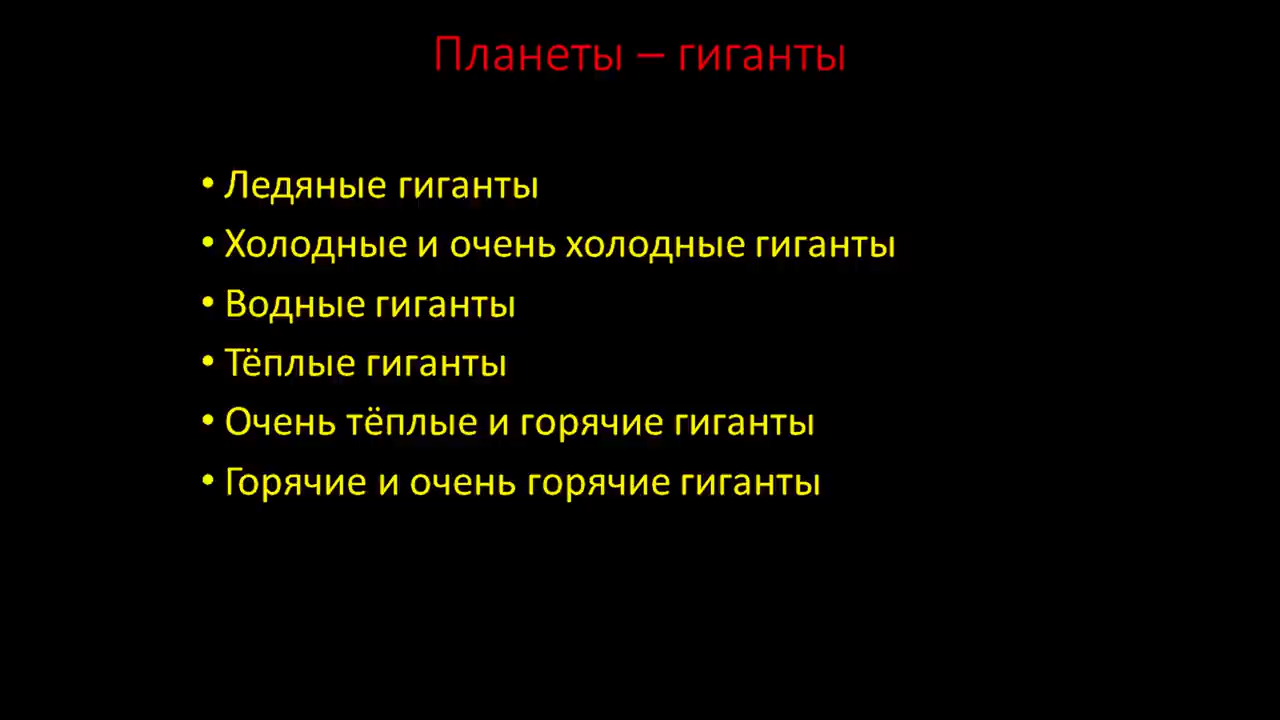 Планеты – гиганты
• Ледяные гиганты
• Холодные и очень холодные гиганты
• Водные гиганты
• Тёплые гиганты
• Очень тёплые и горячие гиганты
• Горячие и очень горячие гиганты